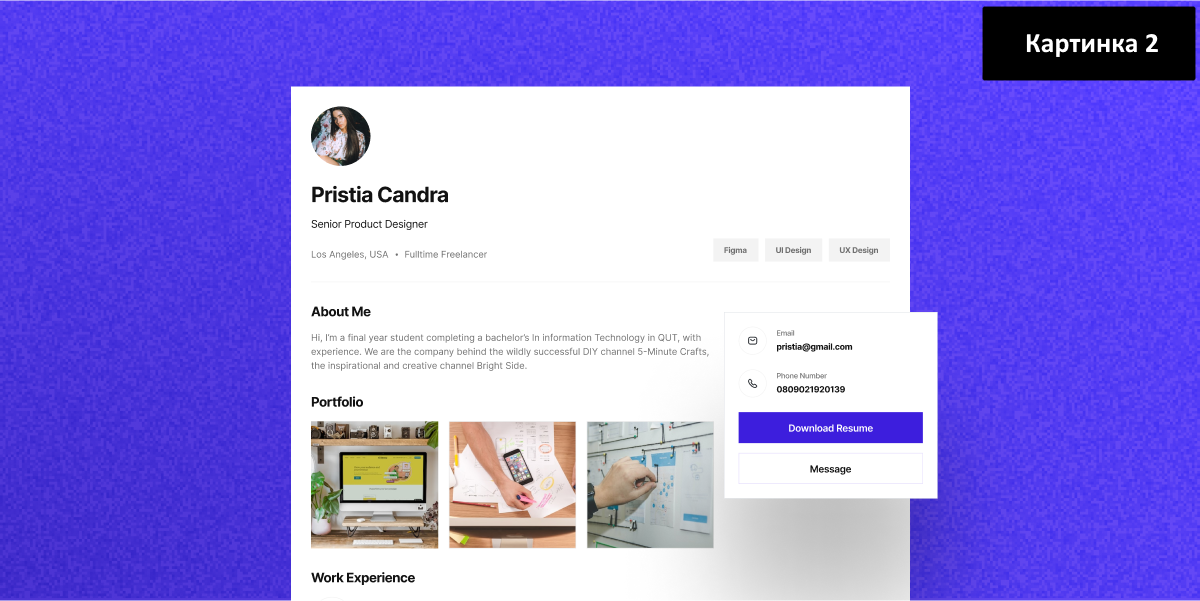 Картинка 2
Pristia Candra
Senior Product Designer
Los Angeles, USA • Fulltime Freelancer
Figma
UI Design
UX Design
About Me
Hi, I'm a final year student completing a bachelor's In information Technology in QUT, with
experience. We are the company behind the wildly successful DIY channel 5-Minute Crafts,
the inspirational and creative channel Bright Side.
Email
pristia@gmail.com
Phone Number
0809021920139
Download Resume
Message
Portfolio
Work Experience